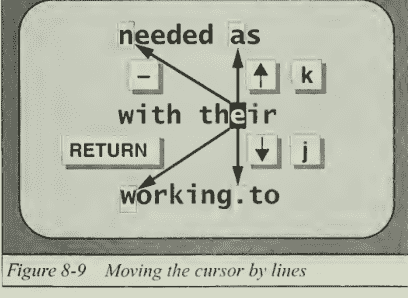 needed as
– ↑ k
with their
RETURN ↓ j
working.to
Figure 8-9 Moving the cursor by lines